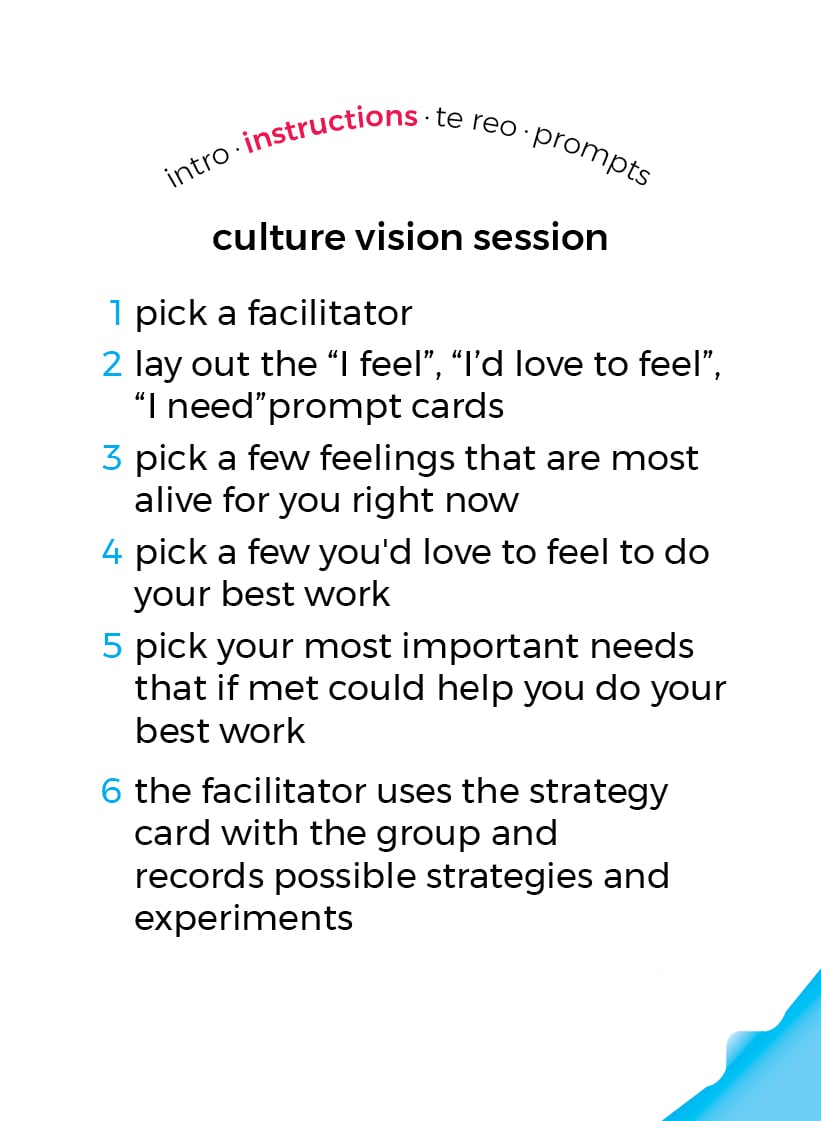 intro · instructions · te reo · prompts
culture vision session
1 pick a facilitator
2 lay out the “I feel”, “I’d love to feel”,
“I need”prompt cards
3 pick a few feelings that are most
alive for you right now
4 pick a few you'd love to feel to do
your best work
5 pick your most important needs
that if met could help you do your
best work
6 the facilitator uses the strategy
card with the group and
records possible strategies and
experiments